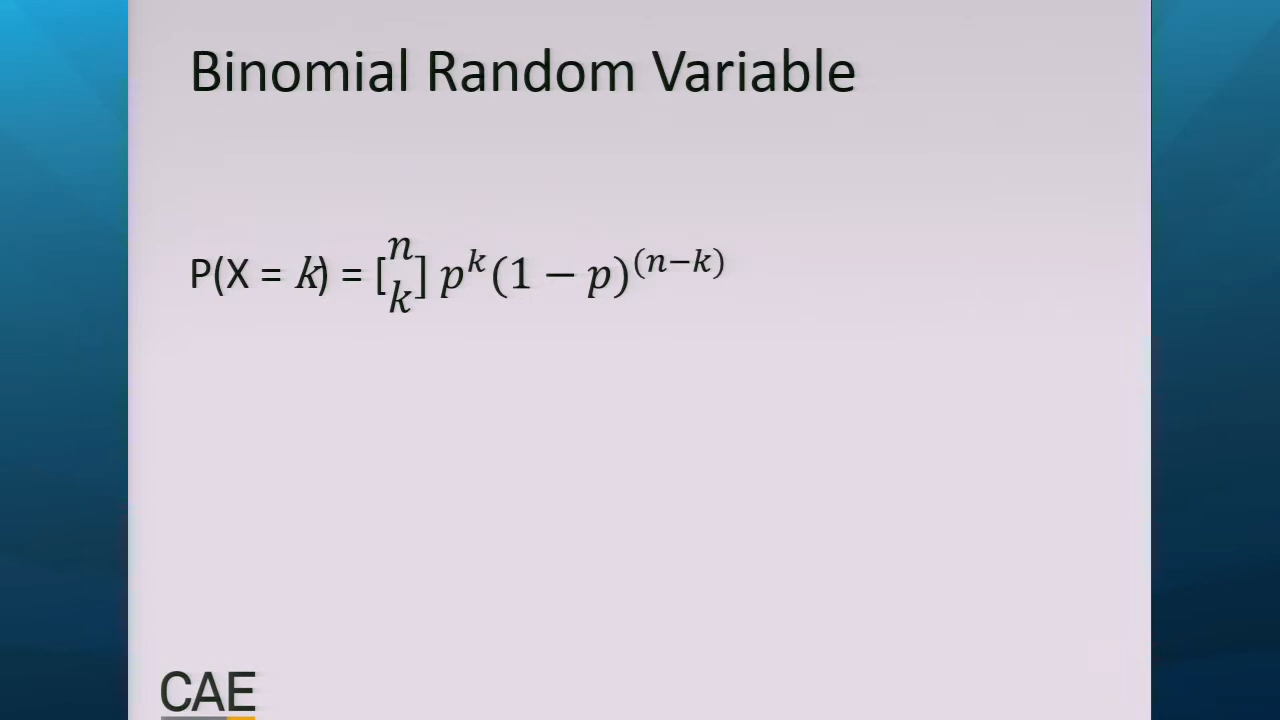 Binomial Random Variable
P(X = k) = [n k] p^k (1 − p)^(n−k)
CAE